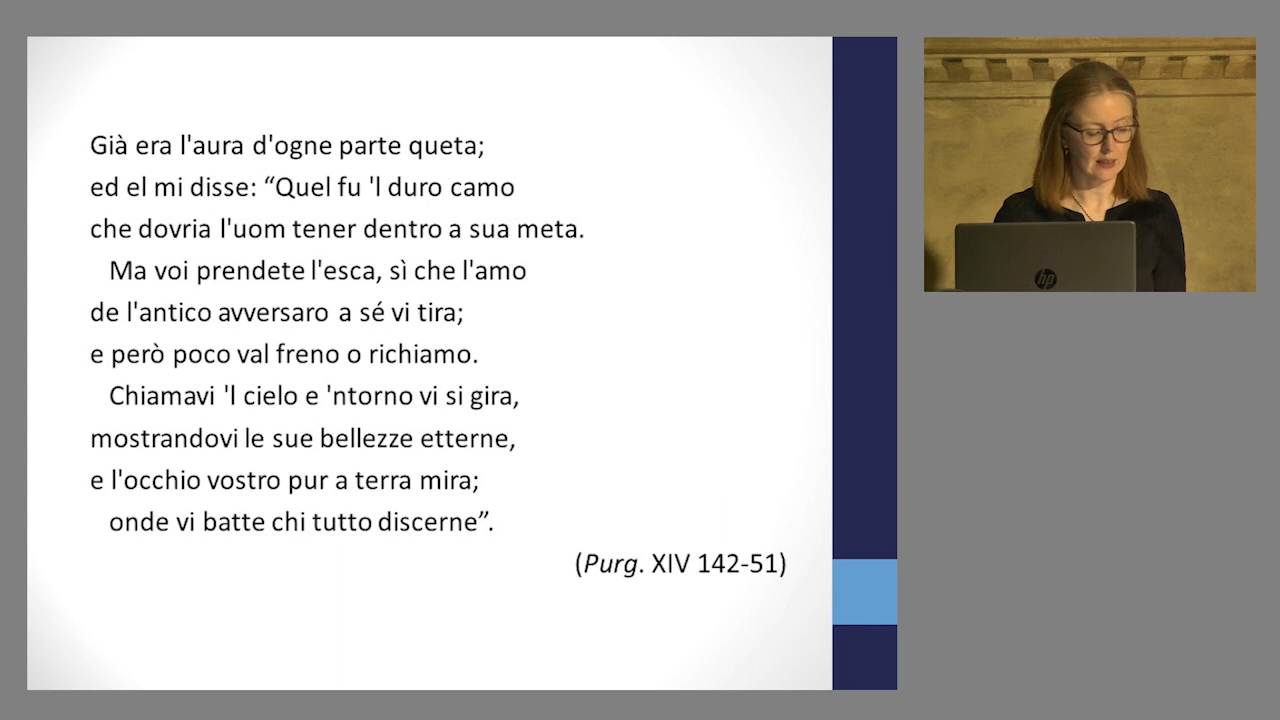 Già era l'aura d'ogne parte queta;
ed el mi disse: “Quel fu 'l duro camo
che dovria l'uom tener dentro a sua meta.
Ma voi prendete l'esca, sì che l'amo
de l'antico avversaro a sé vi tira;
e però poco val freno o richiamo.
Chiamavi 'l cielo e 'ntorno vi si gira,
mostrandovi le sue bellezze etterne,
e l'occhio vostro pur a terra mira;
onde vi batte chi tutto discerne”.
(Purg. XIV 142-51)
hp